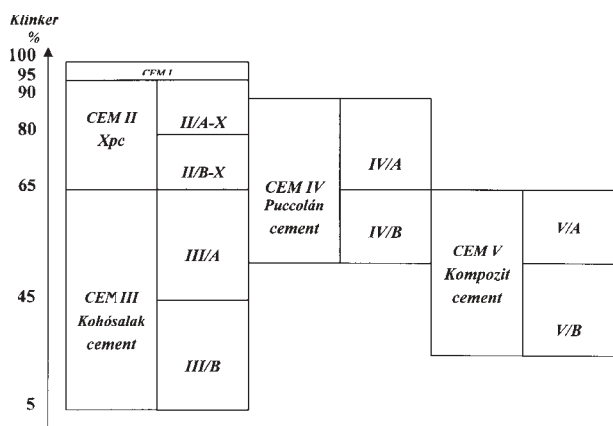 Klinker
%
100
95
90
80
65
45
5
CEM I
CEM II
Xpc
II/A-X
II/B-X
CEM III
Kohósalak
cement
III/A
III/B
CEM IV
Puccolán
cement
IV/A
IV/B
CEM V
Kompozit
cement
V/A
V/B